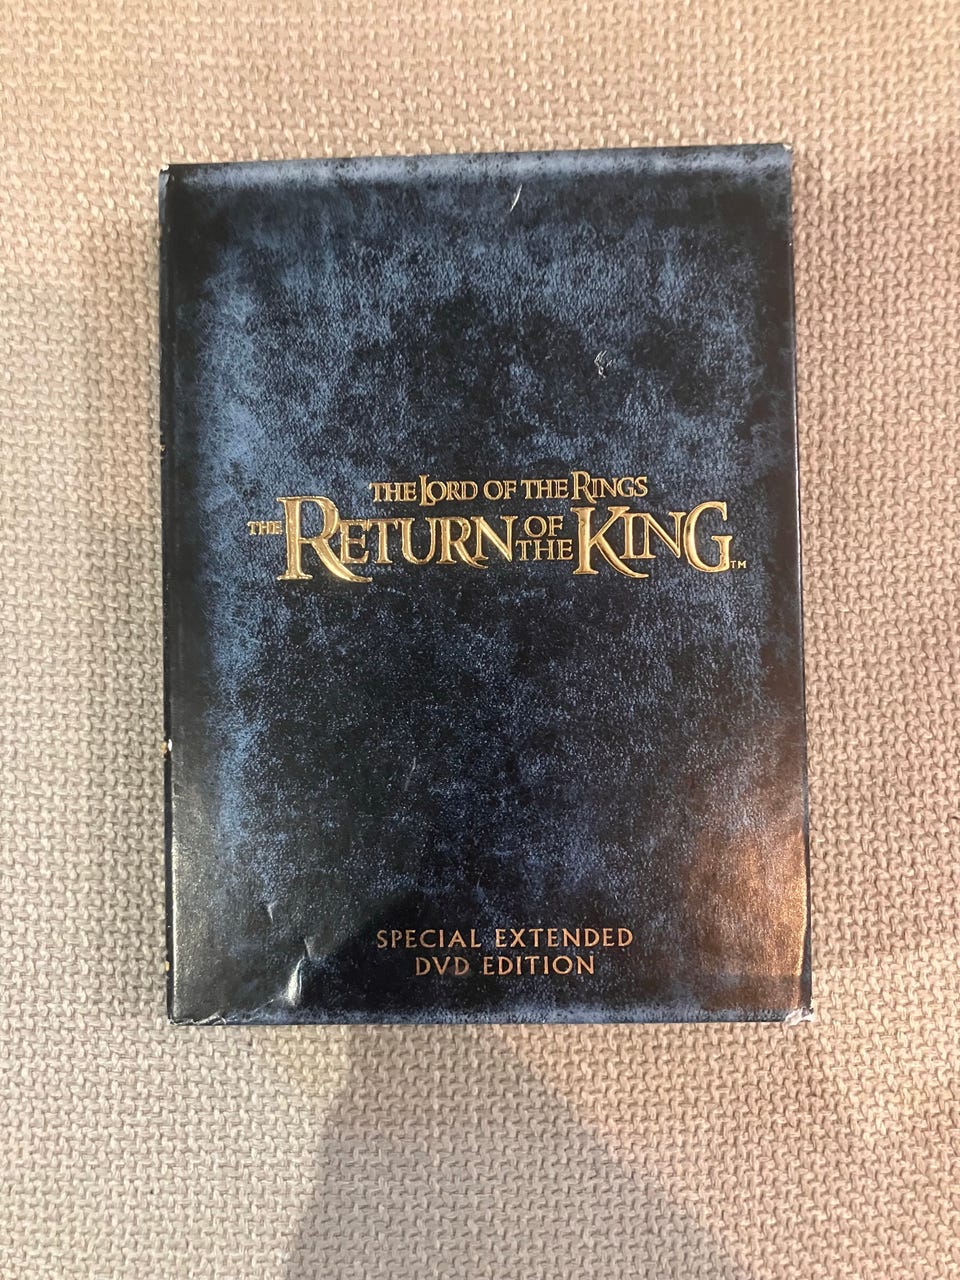 THE LORD OF THE RINGS
THE RETURN OF THE KING™
SPECIAL EXTENDED
DVD EDITION